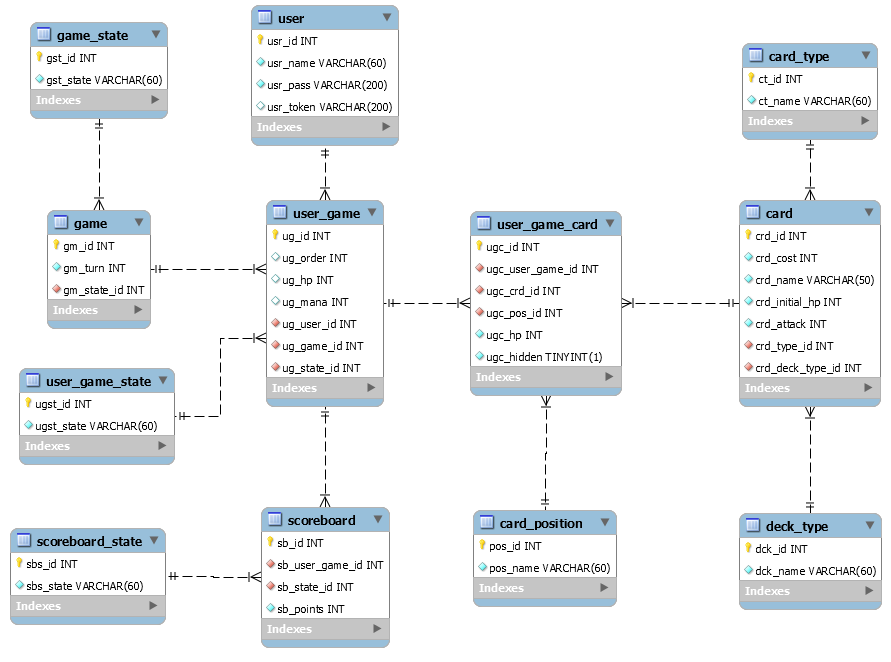 game_state
gst_id INT
gst_state VARCHAR(60)
Indexes
user
usr_id INT
usr_name VARCHAR(60)
usr_pass VARCHAR(200)
usr_token VARCHAR(200)
Indexes
card_type
ct_id INT
ct_name VARCHAR(60)
Indexes
game
gm_id INT
gm_turn INT
gm_state_id INT
Indexes
user_game
ug_id INT
ug_order INT
ug_hp INT
ug_mana INT
ug_user_id INT
ug_game_id INT
ug_state_id INT
Indexes
user_game_card
ugc_id INT
ugc_user_game_id INT
ugc_crd_id INT
ugc_pos_id INT
ugc_hp INT
ugc_hidden TINYINT(1)
Indexes
card
crd_id INT
crd_cost INT
crd_name VARCHAR(50)
crd_initial_hp INT
crd_attack INT
crd_type_id INT
crd_deck_type_id INT
Indexes
user_game_state
ugst_id INT
ugst_state VARCHAR(60)
Indexes
scoreboard_state
sbs_id INT
sbs_state VARCHAR(60)
Indexes
scoreboard
sb_id INT
sb_user_game_id INT
sb_state_id INT
sb_points INT
Indexes
card_position
pos_id INT
pos_name VARCHAR(60)
Indexes
deck_type
dck_id INT
dck_name VARCHAR(60)
Indexes